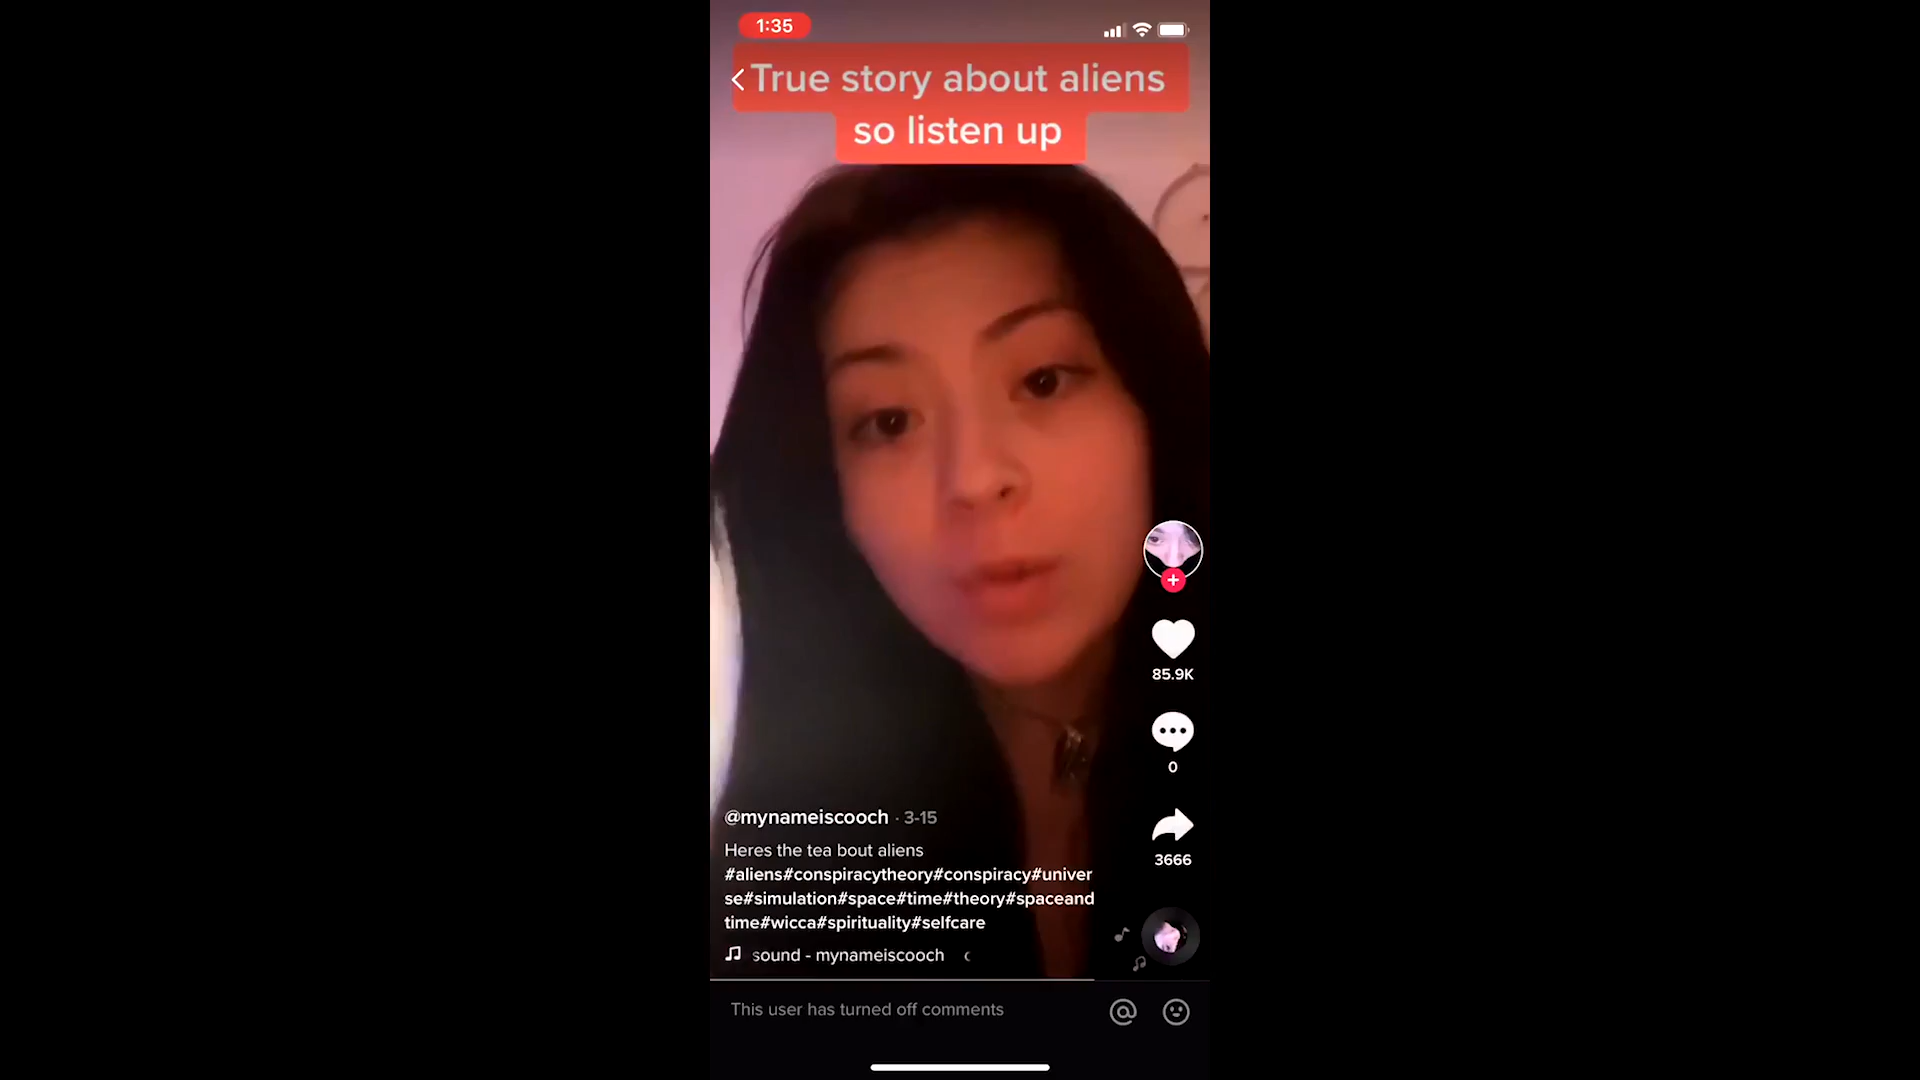 1:35
True story about aliens
so listen up
85.9K
0
3666
@mynameiscooch · 3-15
Heres the tea bout aliens
#aliens#conspiracytheory#conspiracy#univer
se#simulation#space#time#theory#spaceand
time#wicca#spirituality#selfcare
sound - mynameiscooch
This user has turned off comments